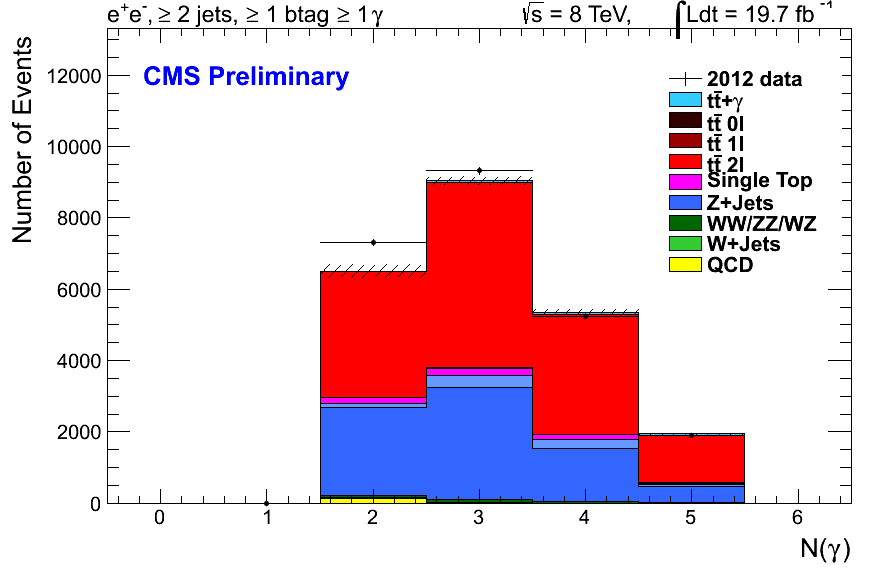 e⁺e⁻, ≥ 2 jets, ≥ 1 btag ≥ 1 γ √s = 8 TeV, ∫Ldt = 19.7 fb⁻¹
CMS Preliminary
Number of Events
12000
10000
8000
6000
4000
2000
0
2012 data
tt̄+γ
tt̄ 0l
tt̄ 1l
tt̄ 2l
Single Top
Z+Jets
WW/ZZ/WZ
W+Jets
QCD
0 1 2 3 4 5 6
N(γ)